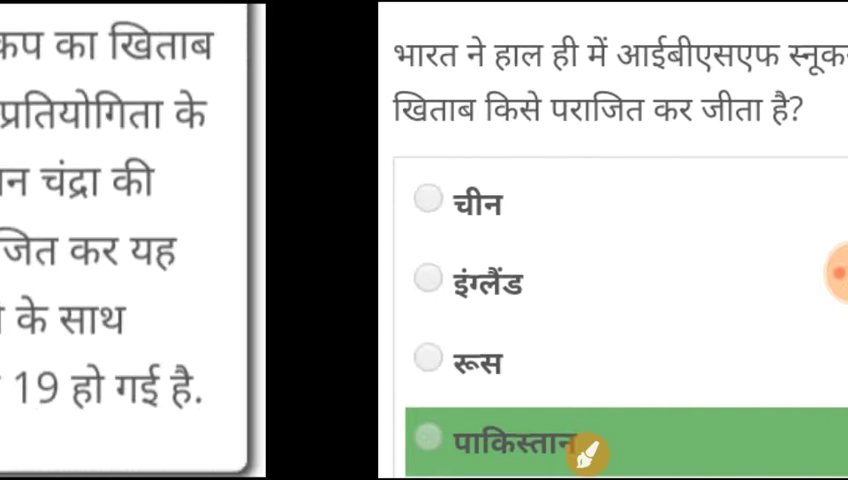 कप का खिताब
प्रतियोगिता के
चंद्रा की
कर यह
के साथ
19 हो गई है.
भारत ने हाल ही में आईबीएसएफ
खिताब किसे पराजित कर जीता है?
चीन
इंग्लैंड
रूस
पाकिस्तान